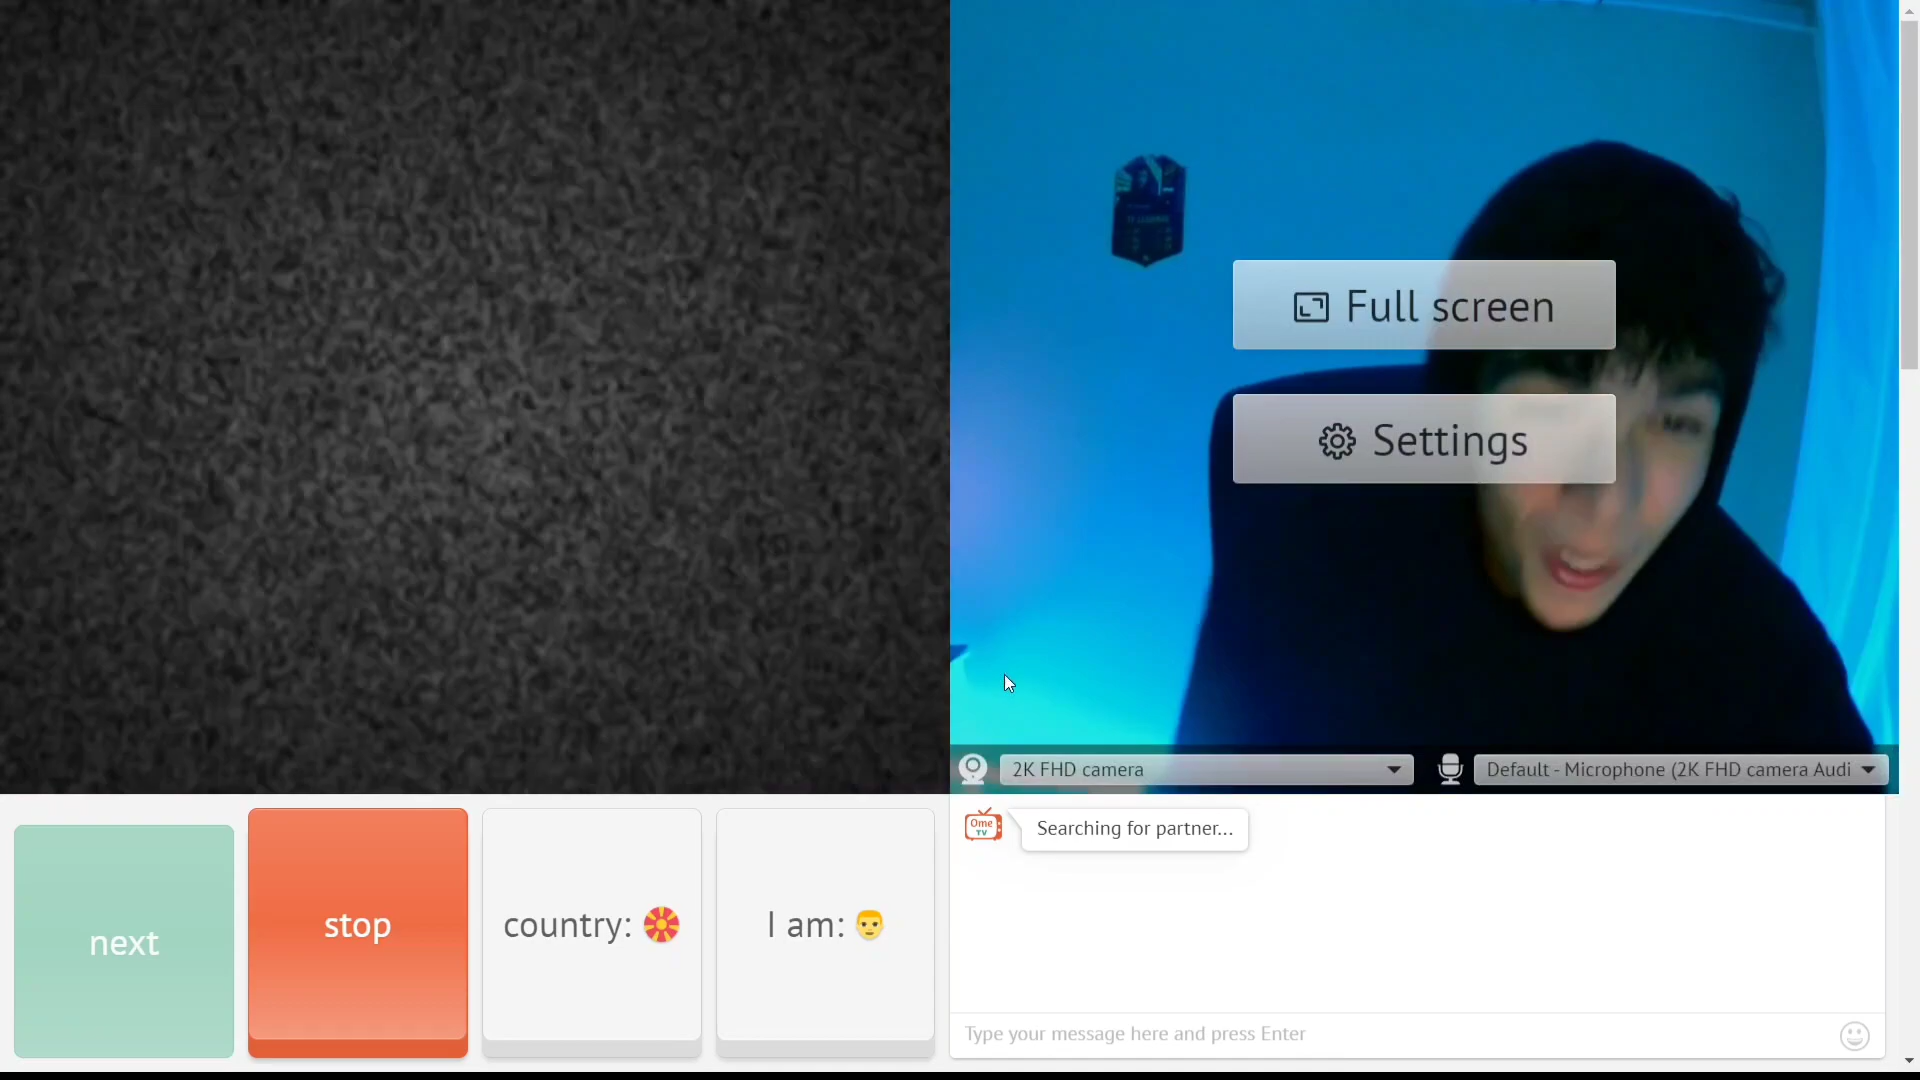 Full screen
Settings
2K FHD camera
Default - Microphone (2K FHD camera Audi
Ome
TV
Searching for partner...
next
stop
country:
I am:
Type your message here and press Enter